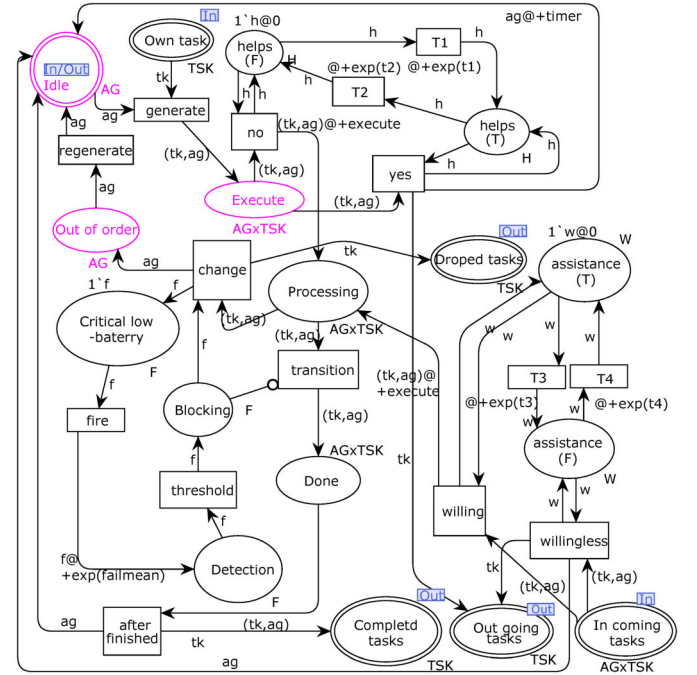 In
ag@+timer
1`h@0
h
T1
Own task
helps
(F)
H
@+exp(t2)
@+exp(t1)
h
In/Out
Idle
TSK
AG
tk
h
T2
ag
generate
h
h
h
helps
(T)
H
h
ag
no
(tk,ag)@+execute
regenerate
(tk,ag)
(tk,ag)
h
yes
ag
Execute
(tk,ag)
AGxTSK
Out of order
AG
Out
1`w@0
W
ag
change
tk
Droped tasks
TSK
assistance
(T)
f
1`f
Processing
Critical low
-baterry
F
(tk,ag)
AGxTSK
(tk,ag)
w
w
w
w
f
f
transition
(tk,ag)@
+execute
T3
T4
fire
Blocking
F
(tk,ag)
@+exp(t3)
@+exp(t4)
w
w
assistance
(F)
W
AGxTSK
f
Done
tk
threshold
w
w
willing
f
willingless
f@
+exp(failmean)
Detection
F
tk
(tk,ag)
(tk,ag)
Out
Out
In
ag
after
finished
(tk,ag)
tk
Completd
tasks
TSK
Out going
tasks
TSK
In coming
tasks
AGxTSK
ag